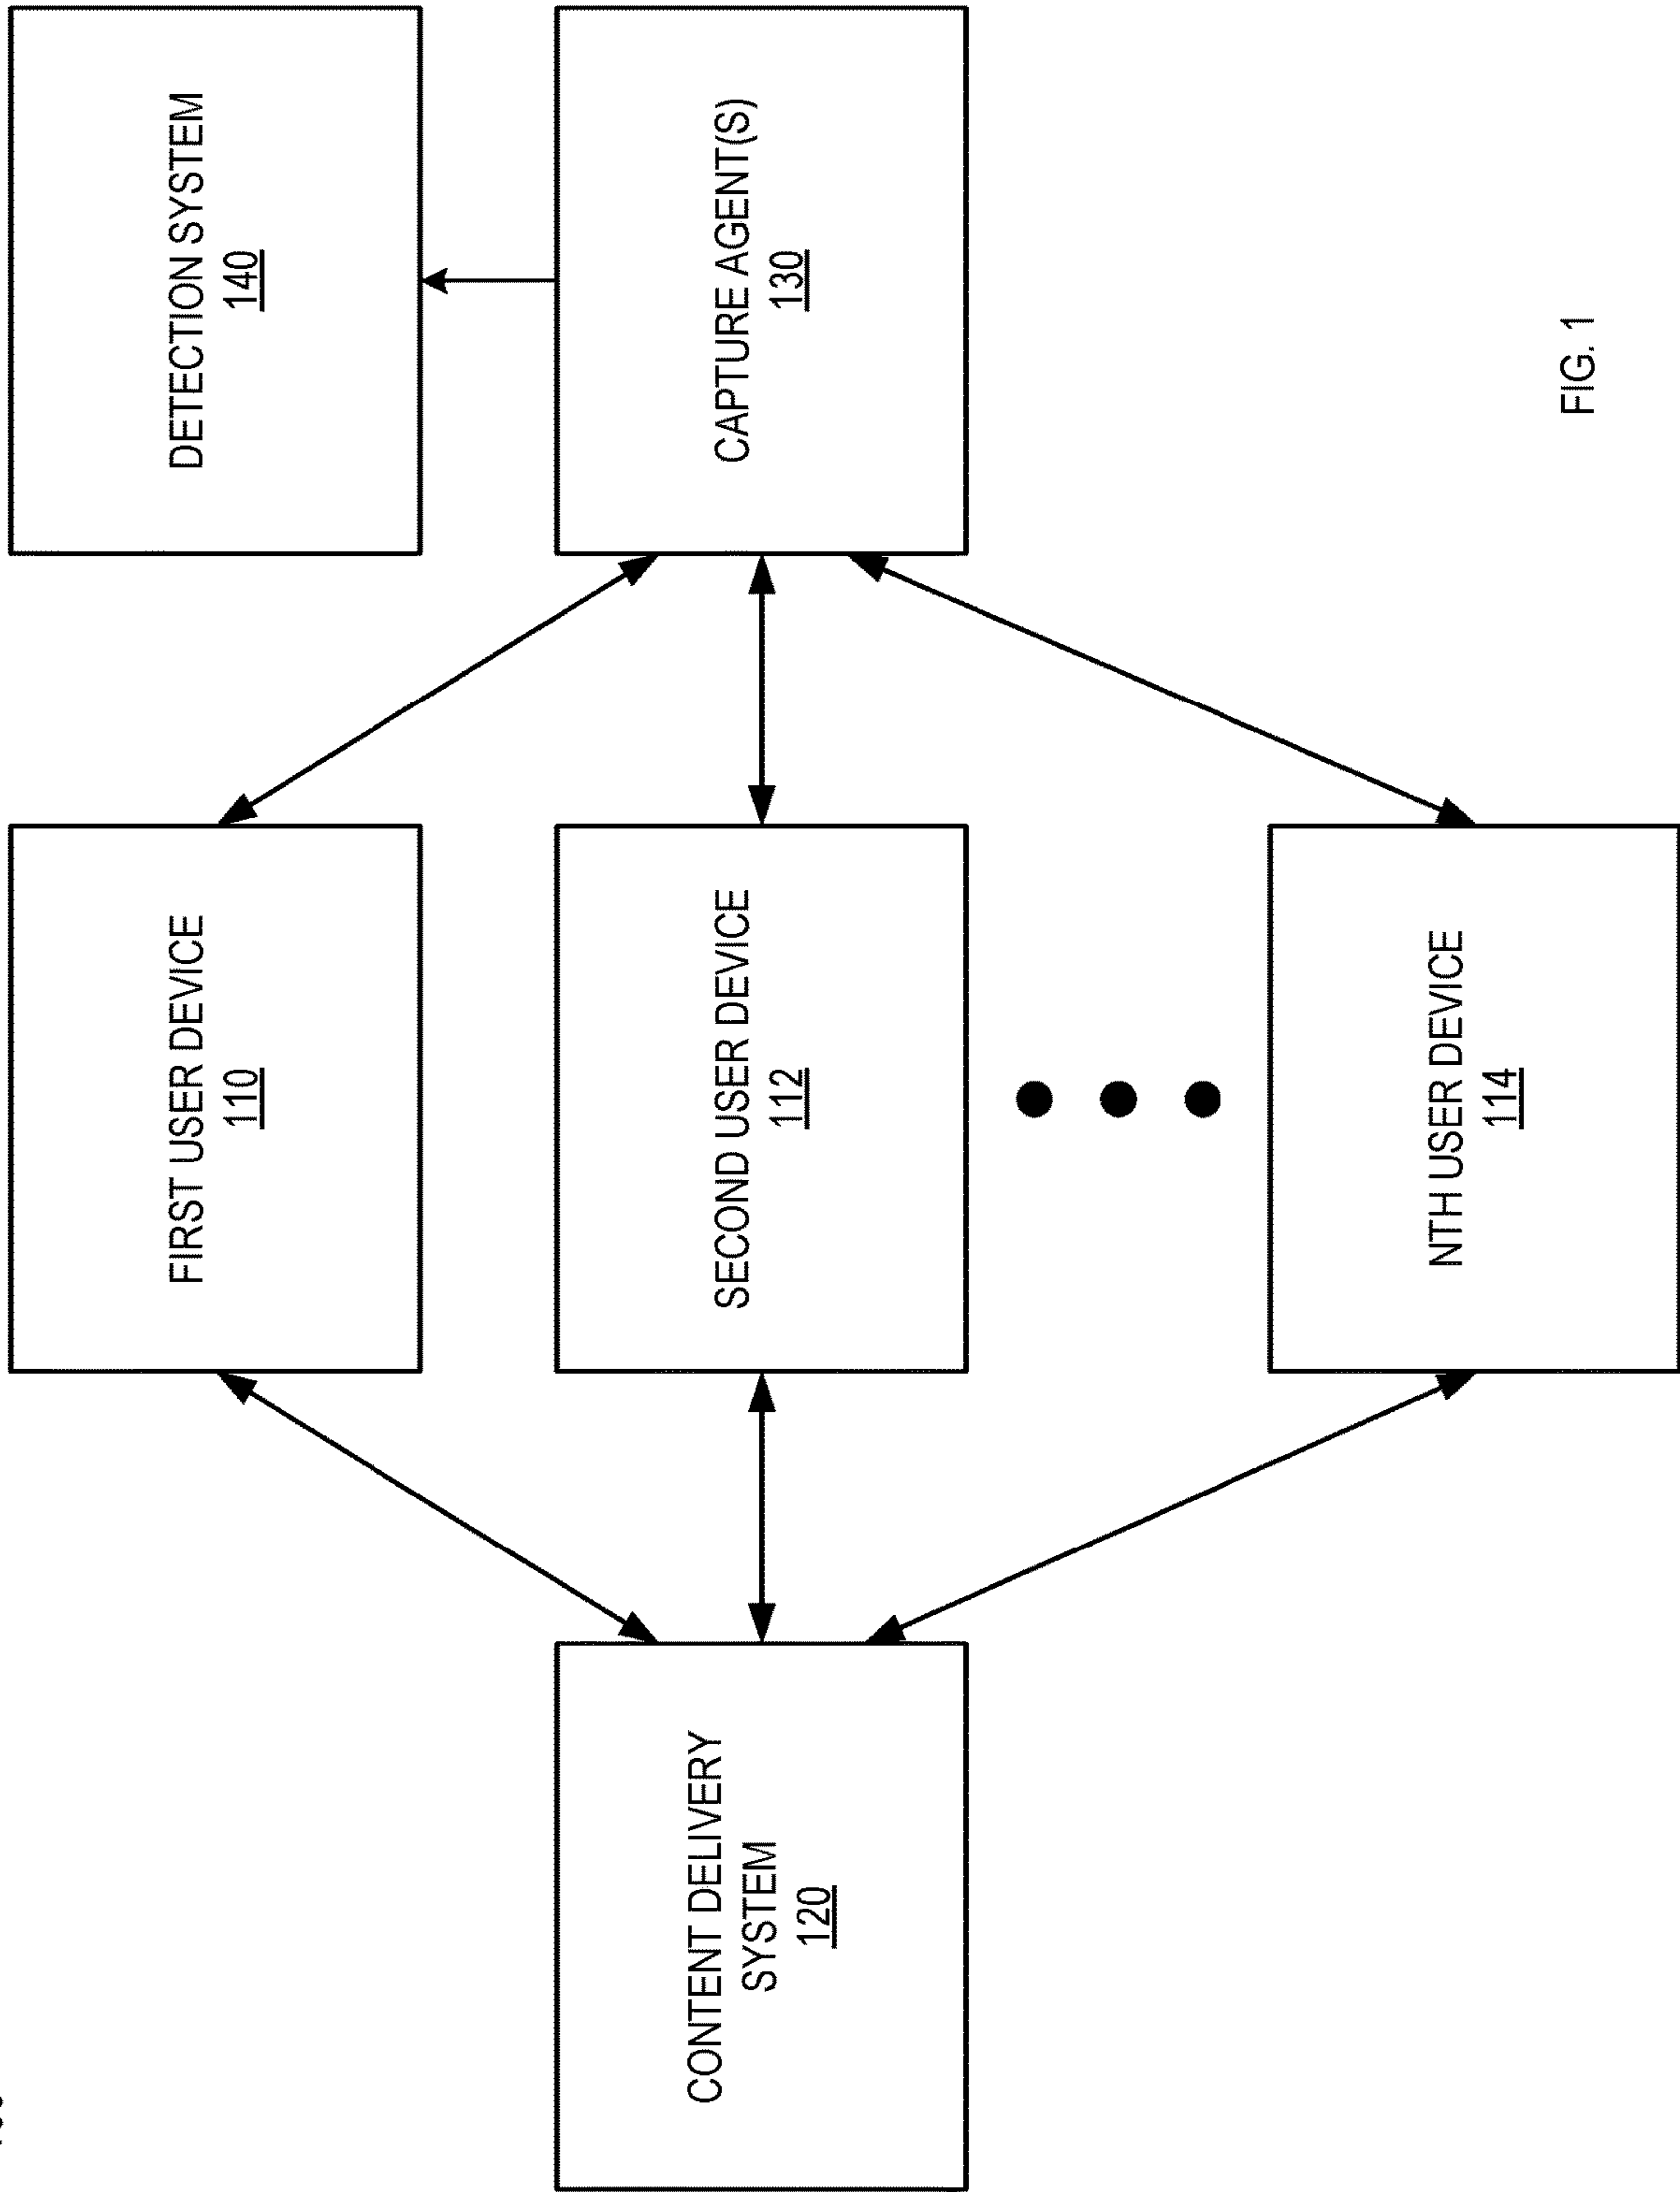 FIRST USER DEVICE
110
DETECTION SYSTEM
140
CONTENT DELIVERY
SYSTEM
120
SECOND USER DEVICE
112
CAPTURE AGENT(S)
130
NTH USER DEVICE
114
FIG. 1